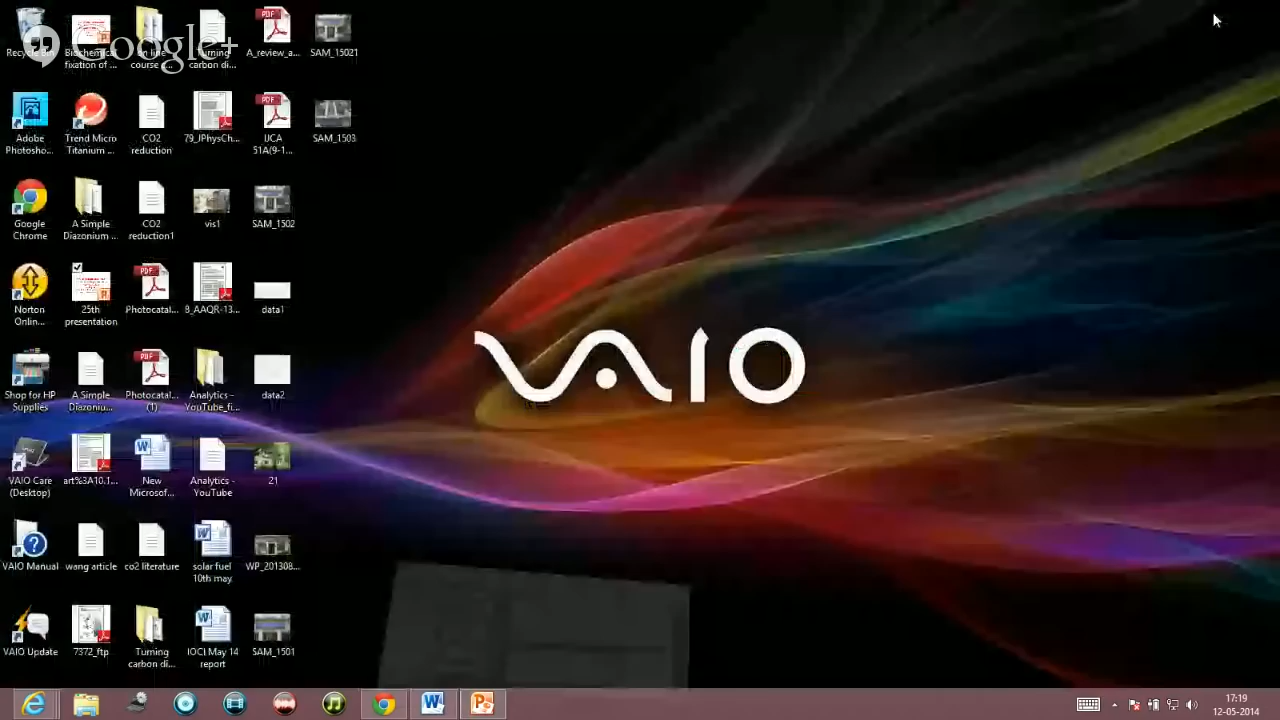 Google+
Recycle Bin
Biochemical
fixation of ...
on line
course ...
Turning
carbon di...
A_review_a...
SAM_15021
Adobe
Photosho...
Trend Micro
Titanium ...
CO2
reduction
79_JPhysCh...
IJCA
51A(9-1...
SAM_1503
Google
Chrome
A Simple
Diazonium ...
CO2
reduction1
vis1
SAM_1502
Norton
Online...
25th
presentation
Photocatal...
8_AAQR-13...
data1
Shop for HP
Supplies
A Simple
Diazoniu...
Photocatal...
(1)
Analytics -
YouTube_fi...
data2
VAIO Care
(Desktop)
art%3A10.1...
New
Microsof...
Analytics -
YouTube
21
VAIO Manual
wang article
co2 literature
solar fuel
10th may
WP_201308...
VAIO Update
7372_ftp
Turning
carbon di...
IOCL May 14
report
SAM_1501
VAIO
17:19
12-05-2014